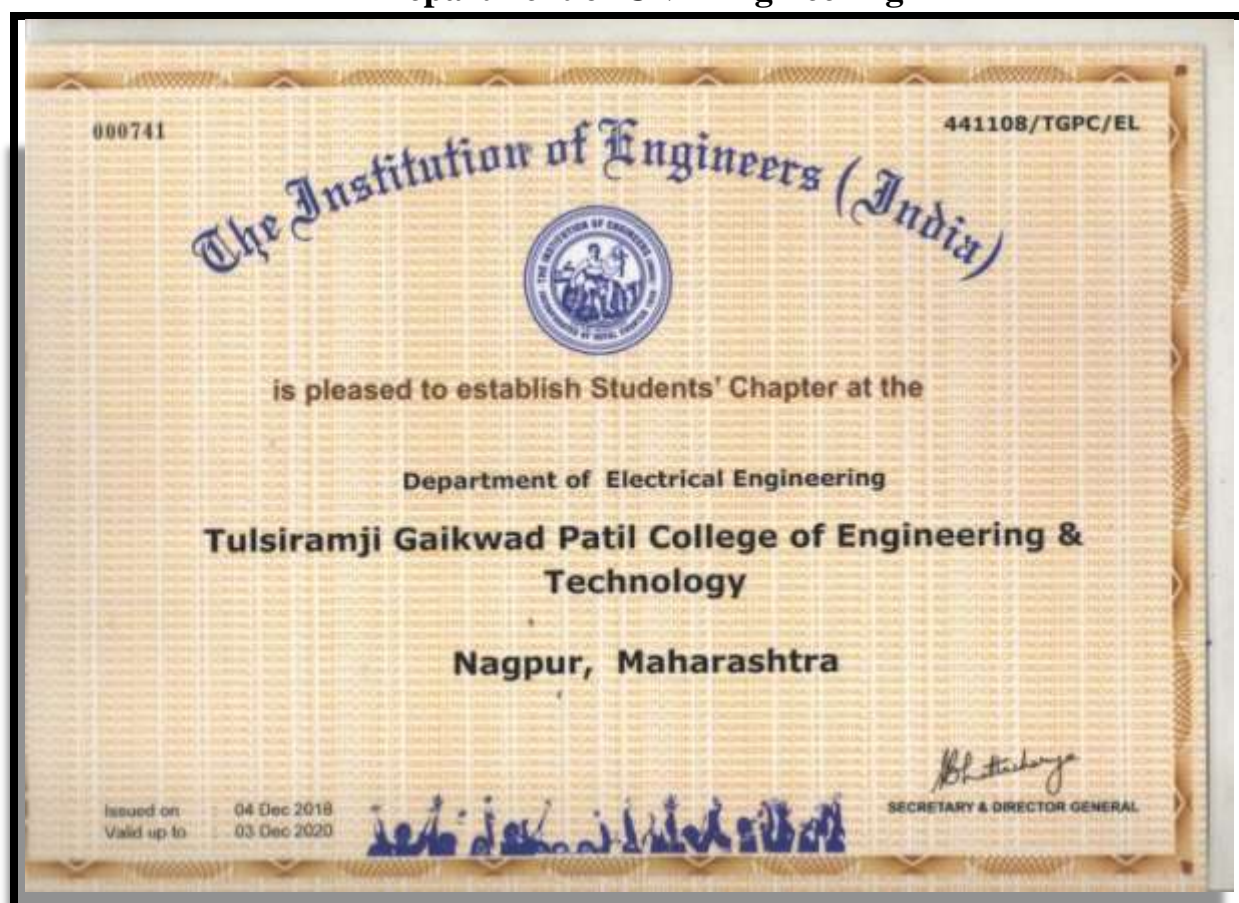 000741
441108/TGPC/EL
The Institution of Engineers (India)
is pleased to establish Students' Chapter at the
Department of Electrical Engineering
Tulsiramji Gaikwad Patil College of Engineering &
Technology
Nagpur, Maharashtra
Issued on : 04 Dec 2018
Valid up to : 03 Dec 2020
SECRETARY & DIRECTOR GENERAL